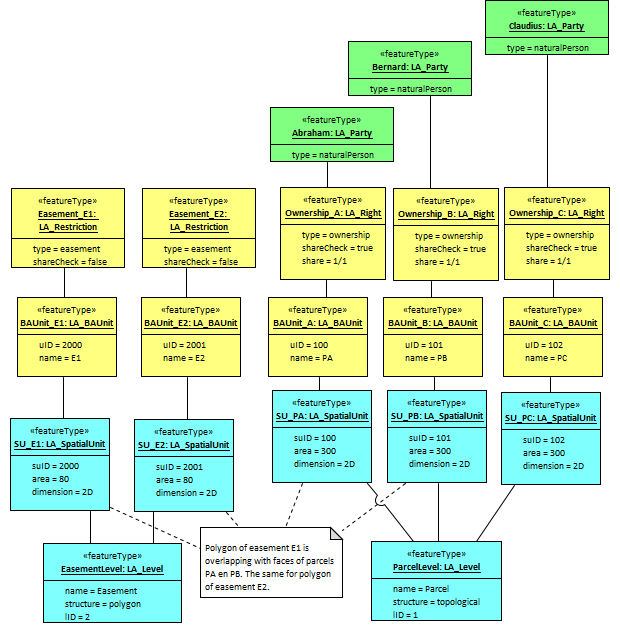 «featureType»
Claudius: LA_Party
type = naturalPerson
«featureType»
Bernard: LA_Party
type = naturalPerson
«featureType»
Abraham: LA_Party
type = naturalPerson
«featureType»
Easement_E1:
LA_Restriction
type = easement
shareCheck = false
«featureType»
Easement_E2:
LA_Restriction
type = easement
shareCheck = false
«featureType»
Ownership_A: LA_Right
type = ownership
shareCheck = true
share = 1/1
«featureType»
Ownership_B: LA_Right
type = ownership
shareCheck = true
share = 1/1
«featureType»
Ownership_C: LA_Right
type = ownership
shareCheck = true
share = 1/1
«featureType»
BAUnit_E1: LA_BAUnit
uID = 2000
name = E1
«featureType»
BAUnit_E2: LA_BAUnit
uID = 2001
name = E2
«featureType»
BAUnit_A: LA_BAUnit
uID = 100
name = PA
«featureType»
BAUnit_B: LA_BAUnit
uID = 101
name = PB
«featureType»
BAUnit_C: LA_BAUnit
uID = 102
name = PC
«featureType»
SU_E1: LA_SpatialUnit
suID = 2000
area = 80
dimension = 2D
«featureType»
SU_E2: LA_SpatialUnit
suID = 2001
area = 80
dimension = 2D
«featureType»
SU_PA: LA_SpatialUnit
suID = 100
area = 300
dimension = 2D
«featureType»
SU_PB: LA_SpatialUnit
suID = 101
area = 300
dimension = 2D
«featureType»
SU_PC: LA_SpatialUnit
suID = 102
area = 300
dimension = 2D
«featureType»
EasementLevel: LA_Level
name = Easement
structure = polygon
lID = 2
Polygon of easement E1 is
overlapping with faces of parcels
PA en PB. The same for polygon
of easement E2.
«featureType»
ParcelLevel: LA_Level
name = Parcel
structure = topological
lID = 1